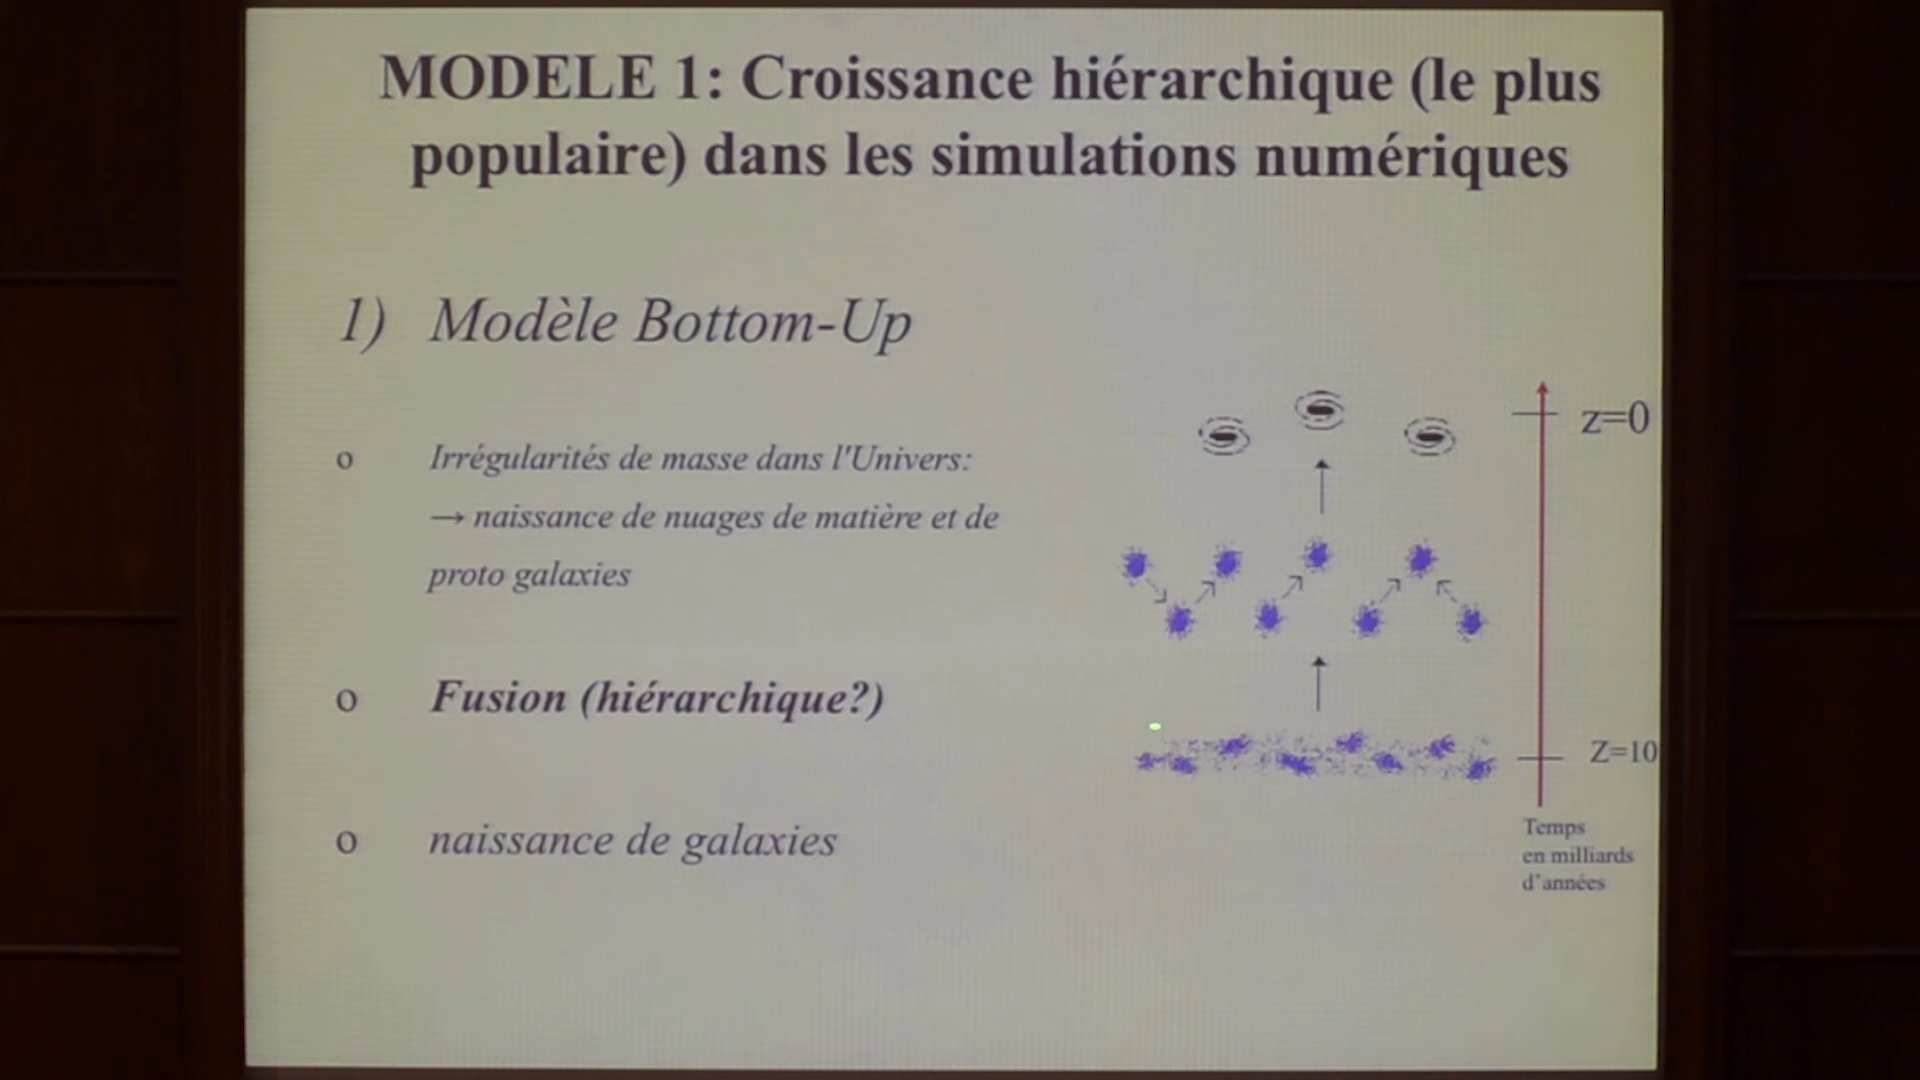 MODELE 1: Croissance hiérarchique (le plus
populaire) dans les simulations numériques
1) Modèle Bottom-Up
o Irrégularités de masse dans l'Univers:
→ naissance de nuages de matière et de
proto galaxies
o Fusion (hiérarchique?)
o naissance de galaxies
z=0
Z=10
Temps
en milliards
d'années